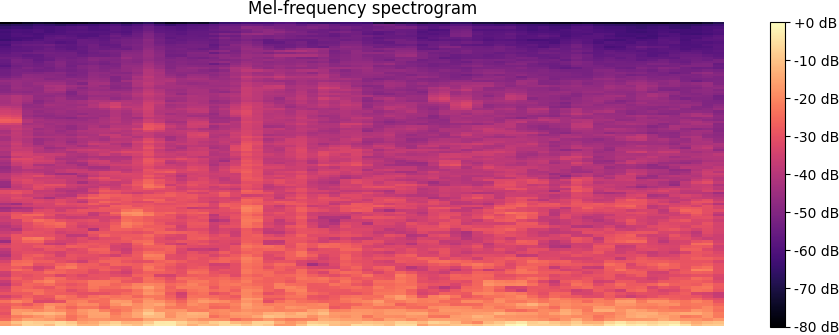 Mel-frequency spectrogram
+0 dB
-10 dB
-20 dB
-30 dB
-40 dB
-50 dB
-60 dB
-70 dB
-80 dB